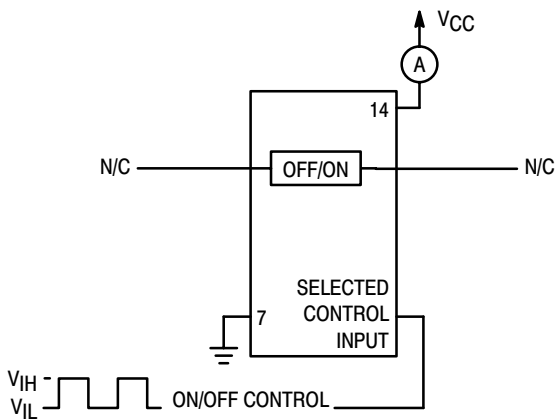 VCC
A
14
N/C
OFF/ON
N/C
7
SELECTED
CONTROL
INPUT
VIH
VIL
ON/OFF CONTROL